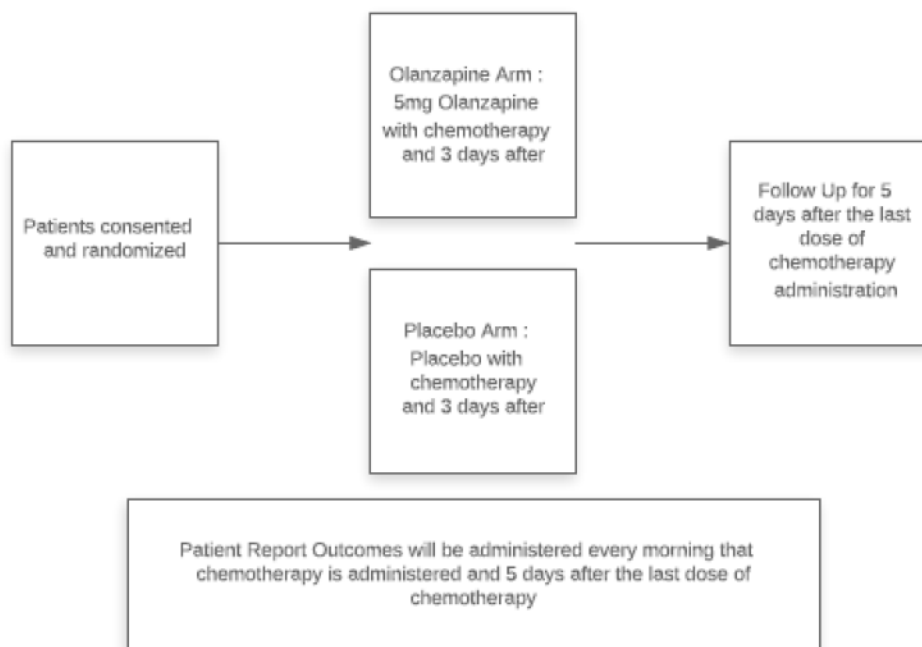 Patients consented
and randomized
Olanzapine Arm :
5mg Olanzapine
with chemotherapy
and 3 days after
Placebo Arm :
Placebo with
chemotherapy
and 3 days after
Follow Up for 5
days after the last
dose of
chemotherapy
administration
Patient Report Outcomes will be administered every morning that
chemotherapy is administered and 5 days after the last dose of
chemotherapy